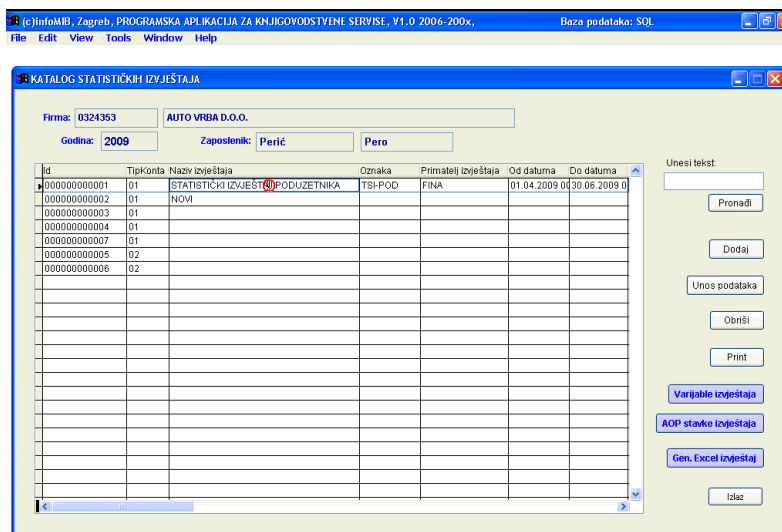 (c)infoMIB, Zagreb, PROGRAMSKA APLIKACIJA ZA KNJIGOVODSTVENE SERVISE, V1.0 2006-200x, Baza podataka: SQL
File Edit View Tools Window Help
KATALOG STATISTIČKIH IZVJEŠTAJA
Firma: 0324353 AUTO VRBA D.O.O.
Godina: 2009 Zaposlenik: Perić Pero
Unesi tekst:
Id TipKonta Naziv izvještaja Oznaka Primatelj izvještaja Od datuma Do datuma
000000000001 01 STATISTIČKI IZVJEŠTAJ PODUZETNIKA TSI-POD FINA 01.04.2009 00 30.06.2009 0
000000000002 01 NOVI
000000000003 01
000000000004 01
000000000007 01
000000000005 02
000000000006 02
Pronađi
Dodaj
Unos podataka
Obriši
Print
Varijable izvještaja
AOP stavke izvještaja
Gen. Excel izvještaj
Izlaz